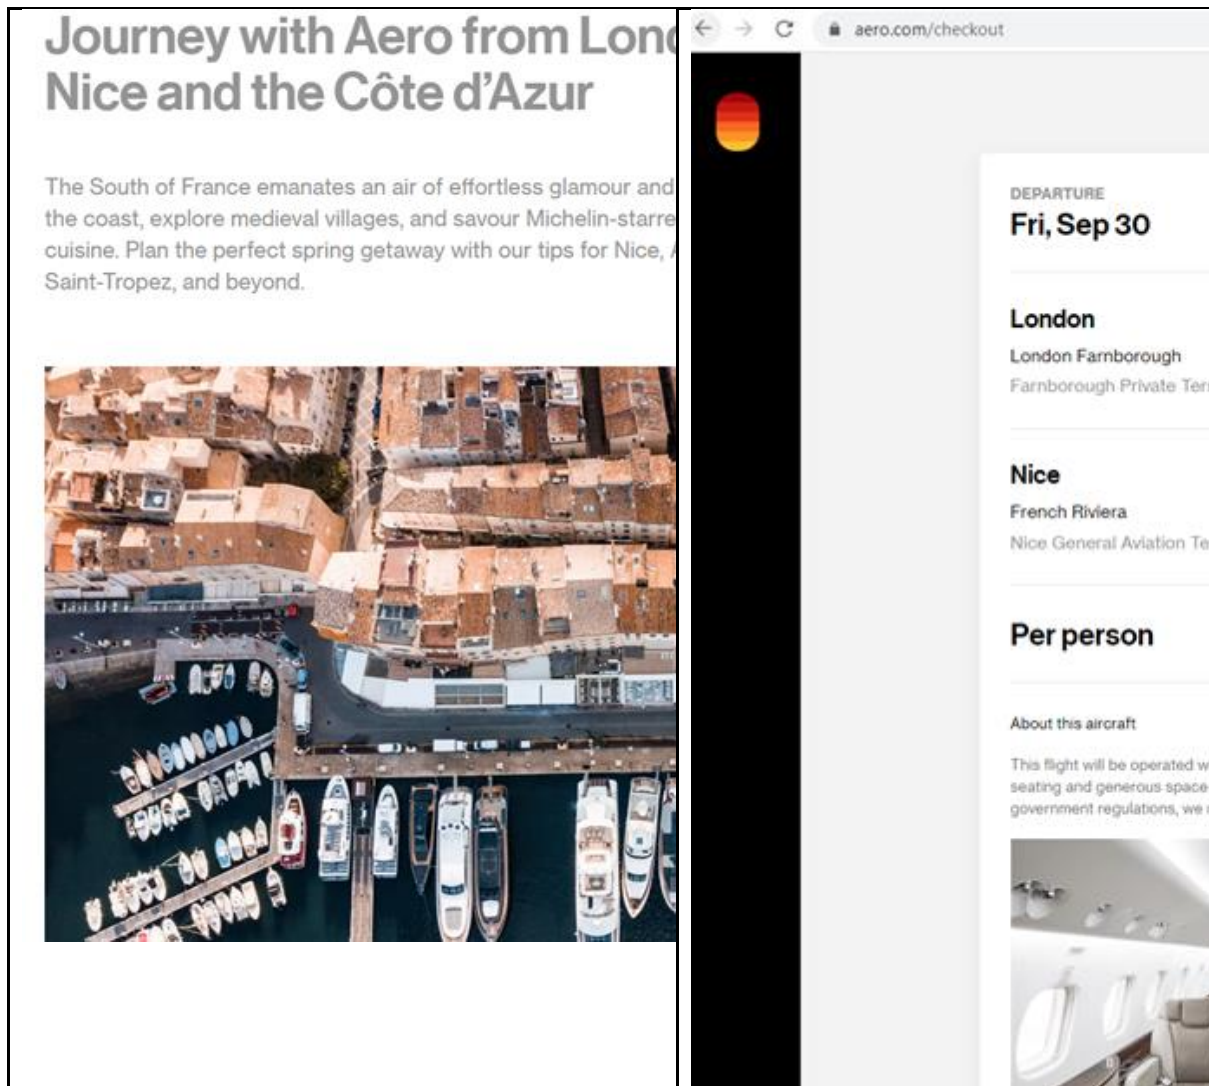 Journey with Aero from Lond
Nice and the Côte d’Azur
The South of France emanates an air of effortless glamour and
the coast, explore medieval villages, and savour Michelin-starre
cuisine. Plan the perfect spring getaway with our tips for Nice, A
Saint-Tropez, and beyond.
aero.com/checkout
DEPARTURE
Fri, Sep 30
London
London Farnborough
Farnborough Private Ter
Nice
French Riviera
Nice General Aviation Te
Per person
About this aircraft
This flight will be operated w
seating and generous space
government regulations, we